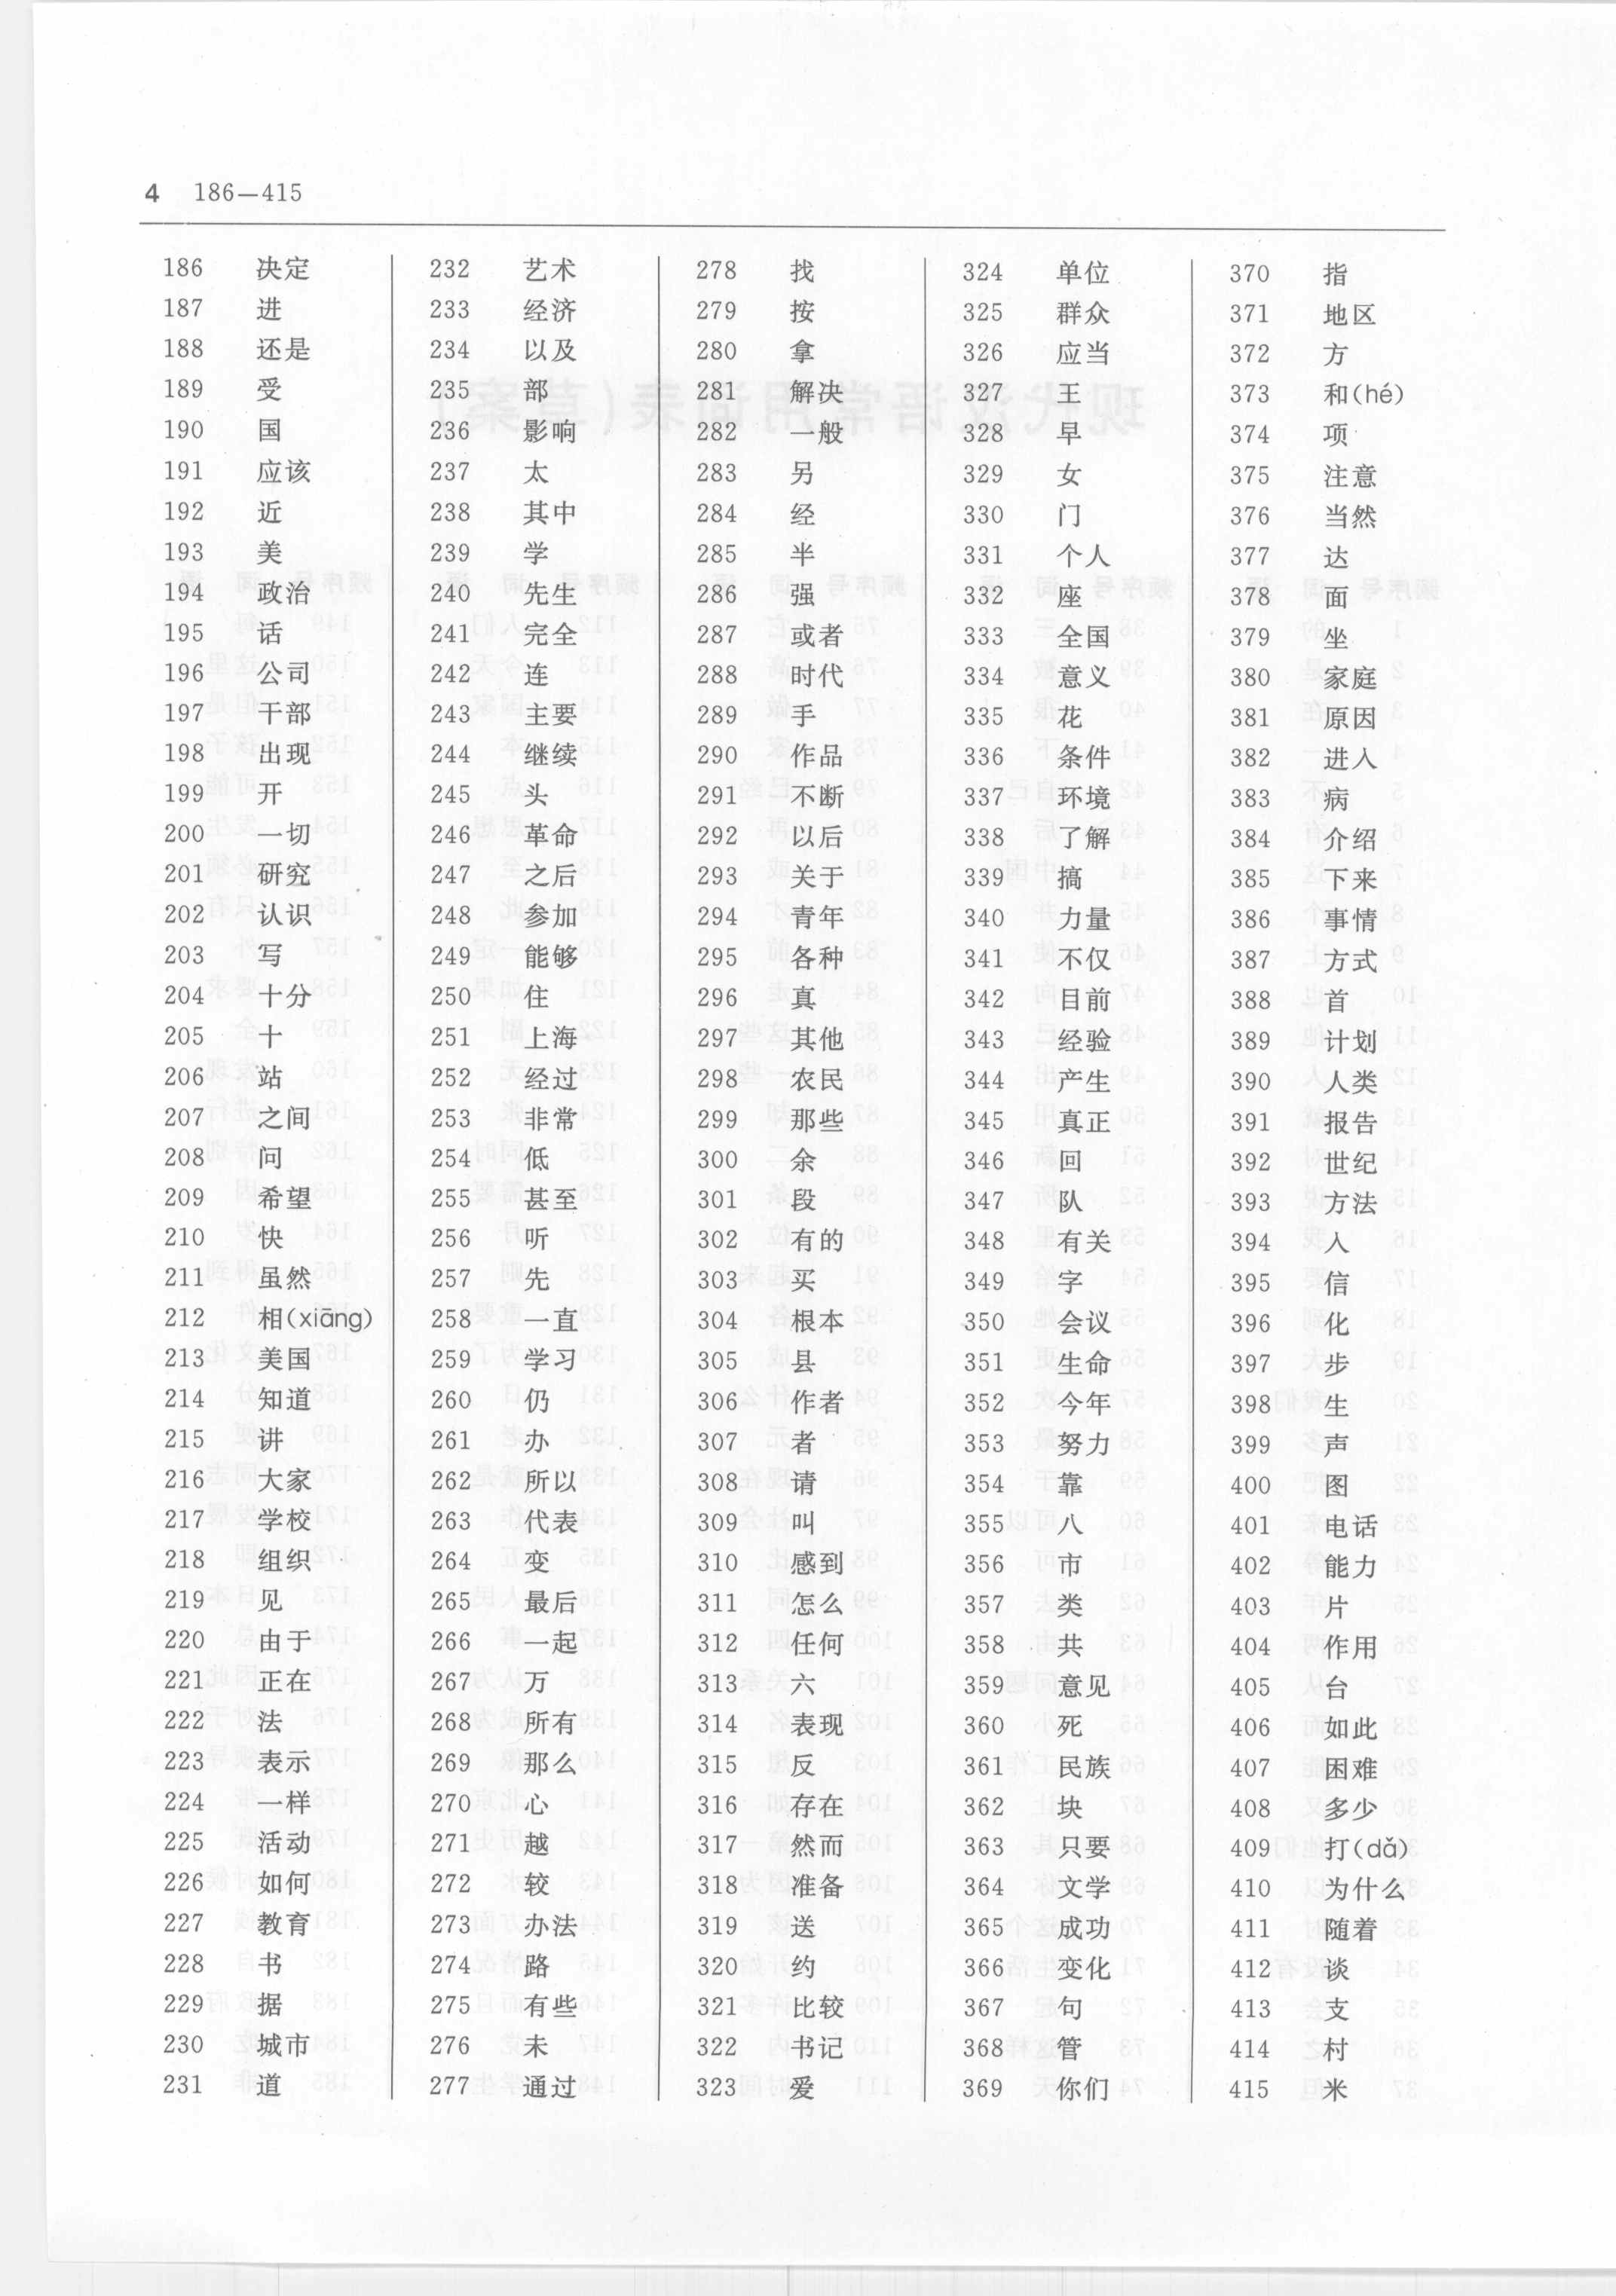 4 186—415
186 决定
187 进
188 还是
189 受
190 国
191 应该
192 近
193 美
194 政治
195 话
196 公司
197 干部
198 出现
199 开
200 一切
201 研究
202 认识
203 写
204 十分
205 十
206 站
207 之间
208 问
209 希望
210 快
211 虽然
212 相(xiāng)
213 美国
214 知道
215 讲
216 大家
217 学校
218 组织
219 见
220 由于
221 正在
222 法
223 表示
224 一样
225 活动
226 如何
227 教育
228 书
229 据
230 城市
231 道
232 艺术
233 经济
234 以及
235 部
236 影响
237 太
238 其中
239 学
240 先生
241 完全
242 连
243 主要
244 继续
245 头
246 革命
247 之后
248 参加
249 能够
250 住
251 上海
252 经过
253 非常
254 低
255 甚至
256 听
257 先
258 一直
259 学习
260 仍
261 办
262 所以
263 代表
264 变
265 最后
266 一起
267 万
268 所有
269 那么
270 心
271 越
272 较
273 办法
274 路
275 有些
276 未
277 通过
278 找
279 按
280 拿
281 解决
282 一般
283 另
284 经
285 半
286 强
287 或者
288 时代
289 手
290 作品
291 不断
292 以后
293 关于
294 青年
295 各种
296 真
297 其他
298 农民
299 那些
300 余
301 段
302 有的
303 买
304 根本
305 县
306 作者
307 者
308 请
309 叫
310 感到
311 怎么
312 任何
313 六
314 表现
315 反
316 存在
317 然而
318 准备
319 送
320 约
321 比较
322 书记
323 爱
324 单位
325 群众
326 应当
327 王
328 早
329 女
330 门
331 个人
332 座
333 全国
334 意义
335 花
336 条件
337 环境
338 了解
339 搞
340 力量
341 不仅
342 目前
343 经验
344 产生
345 真正
346 回
347 队
348 有关
349 字
350 会议
351 生命
352 今年
353 努力
354 靠
355 八
356 市
357 类
358 共
359 意见
360 死
361 民族
362 块
363 只要
364 文学
365 成功
366 变化
367 句
368 管
369 你们
370 指
371 地区
372 方
373 和(hé)
374 项
375 注意
376 当然
377 达
378 面
379 坐
380 家庭
381 原因
382 进入
383 病
384 介绍
385 下来
386 事情
387 方式
388 首
389 计划
390 人类
391 报告
392 世纪
393 方法
394 入
395 信
396 化
397 步
398 生
399 声
400 图
401 电话
402 能力
403 片
404 作用
405 台
406 如此
407 困难
408 多少
409 打(dǎ)
410 为什么
411 随着
412 谈
413 支
414 村
415 米